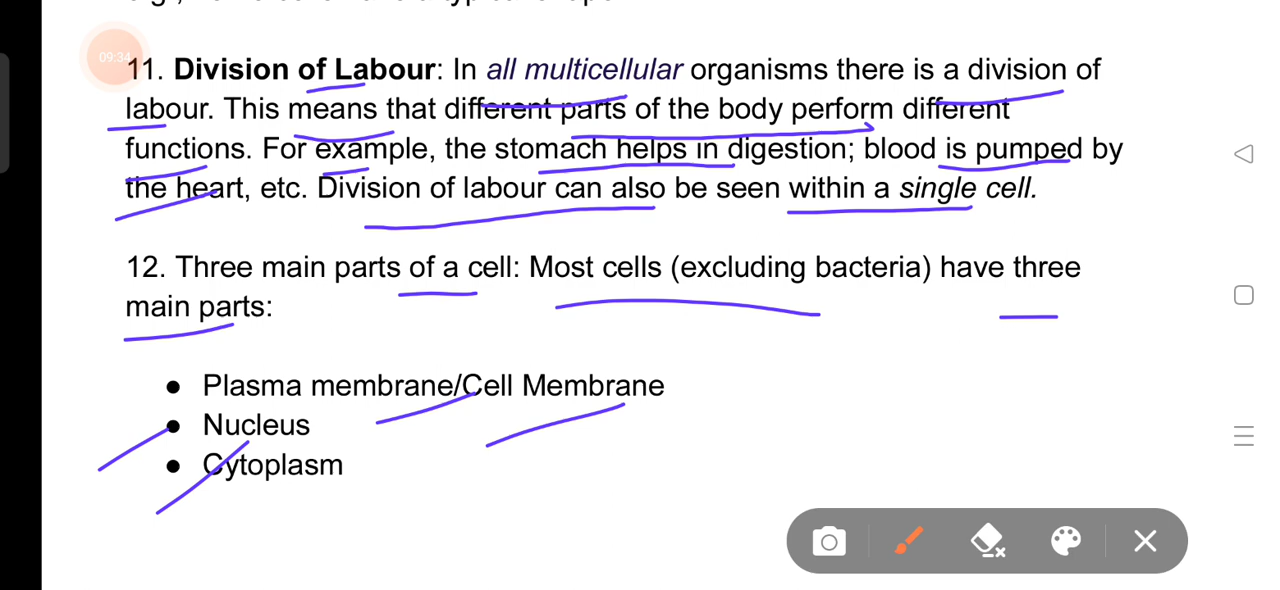 09:34
11. Division of Labour: In all multicellular organisms there is a division of
labour. This means that different parts of the body perform different
functions. For example, the stomach helps in digestion; blood is pumped by
the heart, etc. Division of labour can also be seen within a single cell.
12. Three main parts of a cell: Most cells (excluding bacteria) have three
main parts:
● Plasma membrane/Cell Membrane
● Nucleus
● Cytoplasm